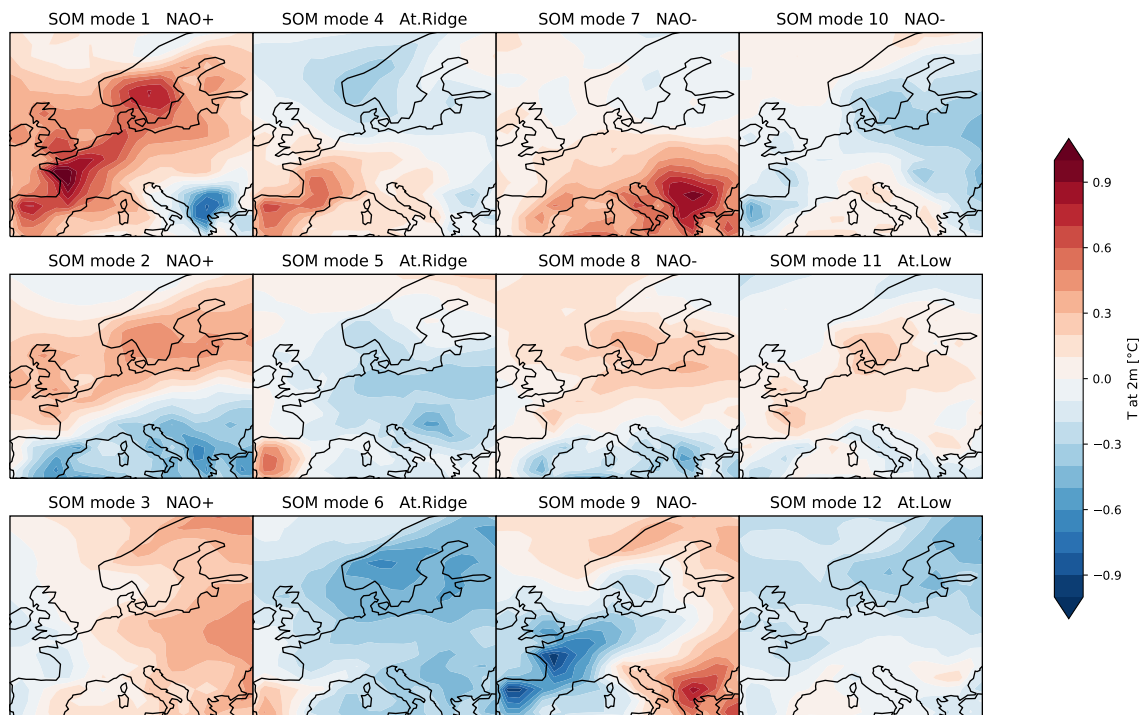 SOM mode 1   NAO+
SOM mode 4   At.Ridge
SOM mode 7   NAO-
SOM mode 10   NAO-
SOM mode 2   NAO+
SOM mode 5   At.Ridge
SOM mode 8   NAO-
SOM mode 11   At.Low
SOM mode 3   NAO+
SOM mode 6   At.Ridge
SOM mode 9   NAO-
SOM mode 12   At.Low
0.9
0.6
0.3
0.0
−0.3
−0.6
−0.9
T at 2m [°C]